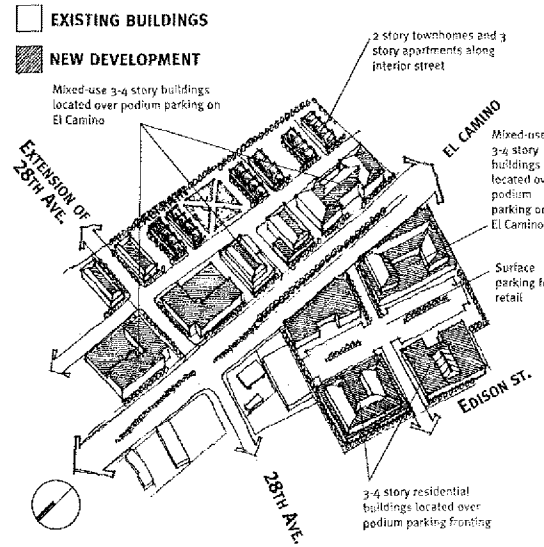 EXISTING BUILDINGS
NEW DEVELOPMENT
Mixed-use 3-4 story buildings
located over podium parking on
El Camino
2 story townhomes and 3
story apartments along
interior street
EXTENSION OF
28TH AVE.
EL CAMINO
Mixed-use
3-4 story
buildings
located ov
podium
parking on
El Camino
Surface
parking fo
retail
EDISON ST.
28TH AVE.
3-4 story residential
buildings located over
podium parking fronting